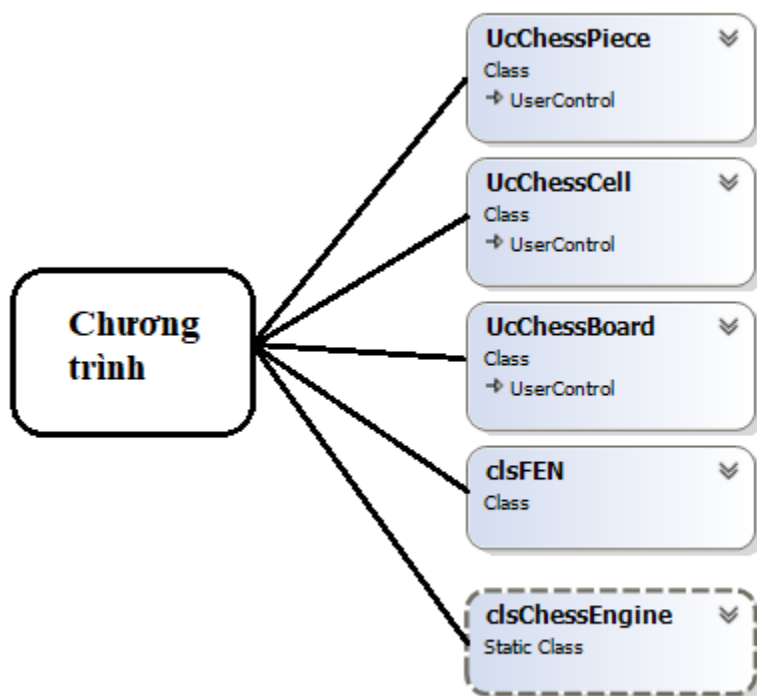 Chương
trình
UcChessPiece
Class
UserControl
UcChessCell
Class
UserControl
UcChessBoard
Class
UserControl
clsFEN
Class
clsChessEngine
Static Class